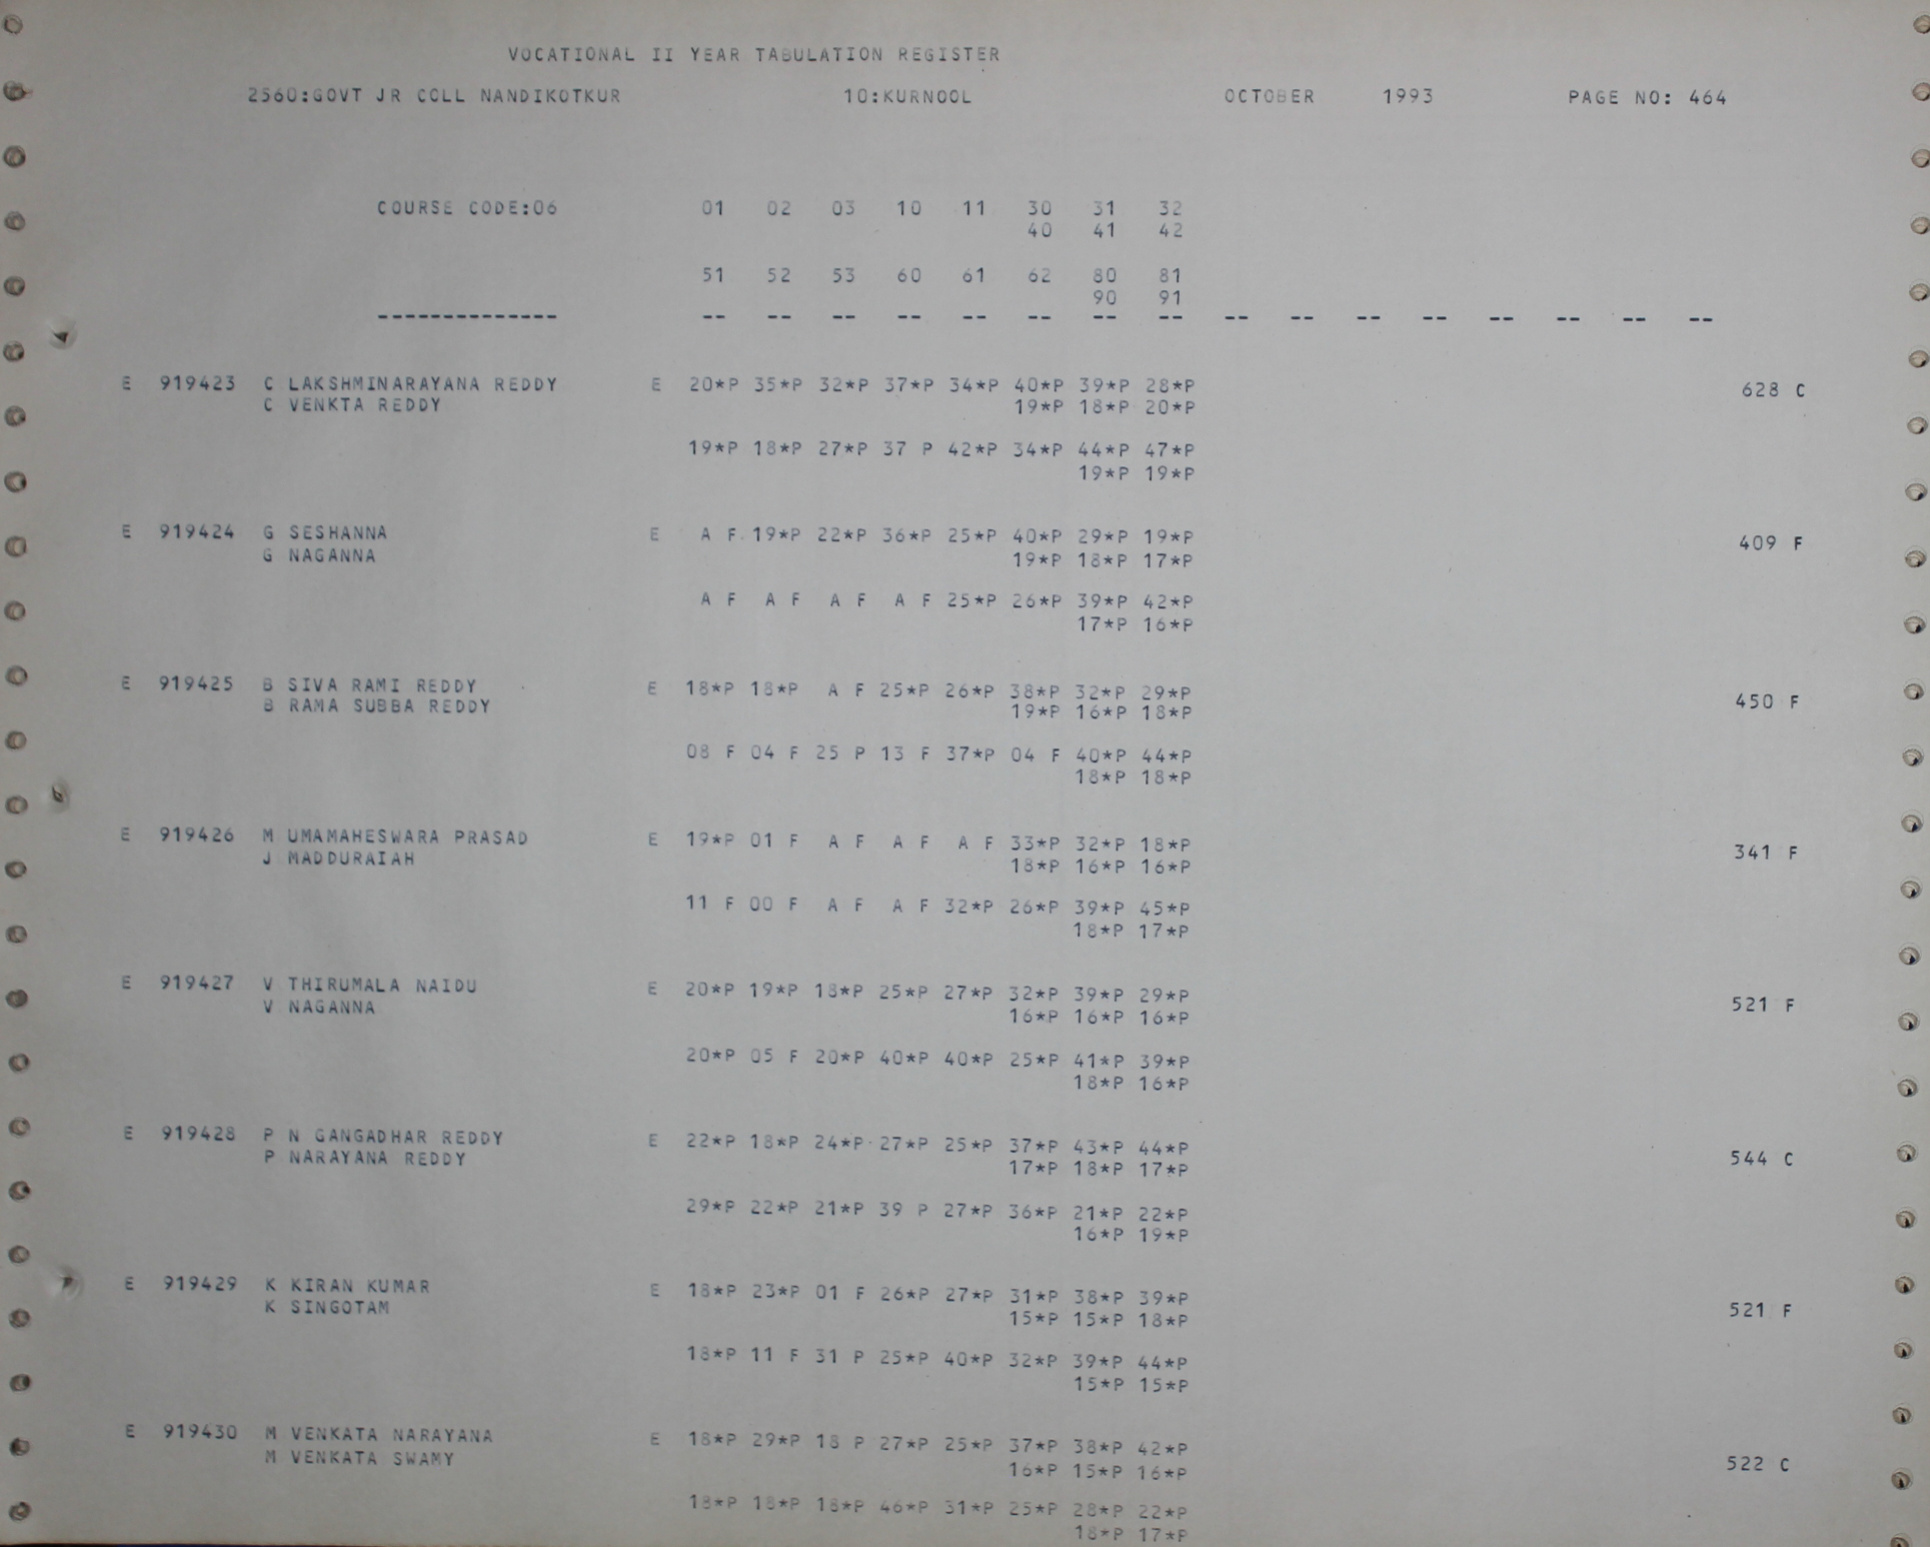 VOCATIONAL II YEAR TABULATION REGISTER
2560:GOVT JR COLL NANDIKOTKUR 10:KURNOOL OCTOBER 1993 PAGE NO: 464
COURSE CODE:06 01 02 03 10 11 30 31 32
40 41 42
51 52 53 60 61 62 80 81
90 91
-------------- -- -- -- -- -- -- -- -- -- -- -- -- -- -- -- --
E 919423 C LAKSHMINARAYANA REDDY E 20*P 35*P 32*P 37*P 34*P 40*P 39*P 28*P 628 C
C VENKTA REDDY 19*P 18*P 20*P
19*P 18*P 27*P 37 P 42*P 34*P 44*P 47*P
19*P 19*P
E 919424 G SESHANNA E A F 19*P 22*P 36*P 25*P 40*P 29*P 19*P 409 F
G NAGANNA 19*P 18*P 17*P
A F A F A F A F 25*P 26*P 39*P 42*P
17*P 16*P
E 919425 B SIVA RAMI REDDY E 18*P 18*P A F 25*P 26*P 38*P 32*P 29*P 450 F
B RAMA SUBBA REDDY 19*P 16*P 18*P
08 F 04 F 25 P 13 F 37*P 04 F 40*P 44*P
18*P 18*P
E 919426 M UMAMAHESWARA PRASAD E 19*P 01 F A F A F A F 33*P 32*P 18*P 341 F
J MADDURAIAH 18*P 16*P 16*P
11 F 00 F A F A F 32*P 26*P 39*P 45*P
18*P 17*P
E 919427 V THIRUMALA NAIDU E 20*P 19*P 18*P 25*P 27*P 32*P 39*P 29*P 521 F
V NAGANNA 16*P 16*P 16*P
20*P 05 F 20*P 40*P 40*P 25*P 41*P 39*P
18*P 16*P
E 919428 P N GANGADHAR REDDY E 22*P 18*P 24*P 27*P 25*P 37*P 43*P 44*P 544 C
P NARAYANA REDDY 17*P 18*P 17*P
29*P 22*P 21*P 39 P 27*P 36*P 21*P 22*P
16*P 19*P
E 919429 K KIRAN KUMAR E 18*P 23*P 01 F 26*P 27*P 31*P 38*P 39*P 521 F
K SINGOTAM 15*P 15*P 18*P
18*P 11 F 31 P 25*P 40*P 32*P 39*P 44*P
15*P 15*P
E 919430 M VENKATA NARAYANA E 18*P 29*P 18 P 27*P 25*P 37*P 38*P 42*P 522 C
M VENKATA SWAMY 16*P 15*P 16*P
18*P 18*P 18*P 46*P 31*P 25*P 28*P 22*P
18*P 17*P